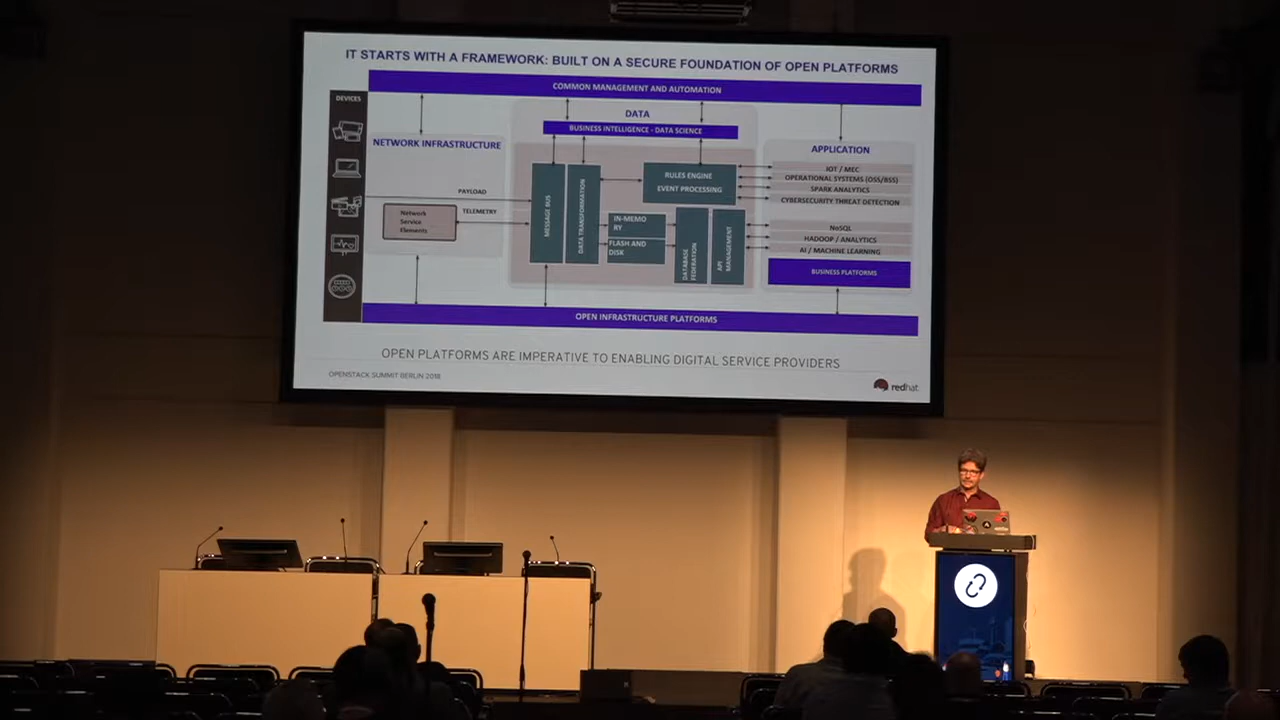 IT STARTS WITH A FRAMEWORK: BUILT ON A SECURE FOUNDATION OF OPEN PLATFORMS
COMMON MANAGEMENT AND AUTOMATION
DEVICES
NETWORK INFRASTRUCTURE
PAYLOAD
TELEMETRY
Network
Service
Elements
DATA
BUSINESS INTELLIGENCE - DATA SCIENCE
MESSAGE BUS
DATA TRANSFORMATION
RULES ENGINE
EVENT PROCESSING
IN-MEMO
RY
FLASH AND
DISK
DATABASE
FEDERATION
API
MANAGEMENT
APPLICATION
IOT / MEC
OPERATIONAL SYSTEMS (OSS/BSS)
SPARK ANALYTICS
CYBERSECURITY THREAT DETECTION
NoSQL
HADOOP / ANALYTICS
AI / MACHINE LEARNING
BUSINESS PLATFORMS
OPEN INFRASTRUCTURE PLATFORMS
OPEN PLATFORMS ARE IMPERATIVE TO ENABLING DIGITAL SERVICE PROVIDERS
OPENSTACK SUMMIT BERLIN 2018
redhat